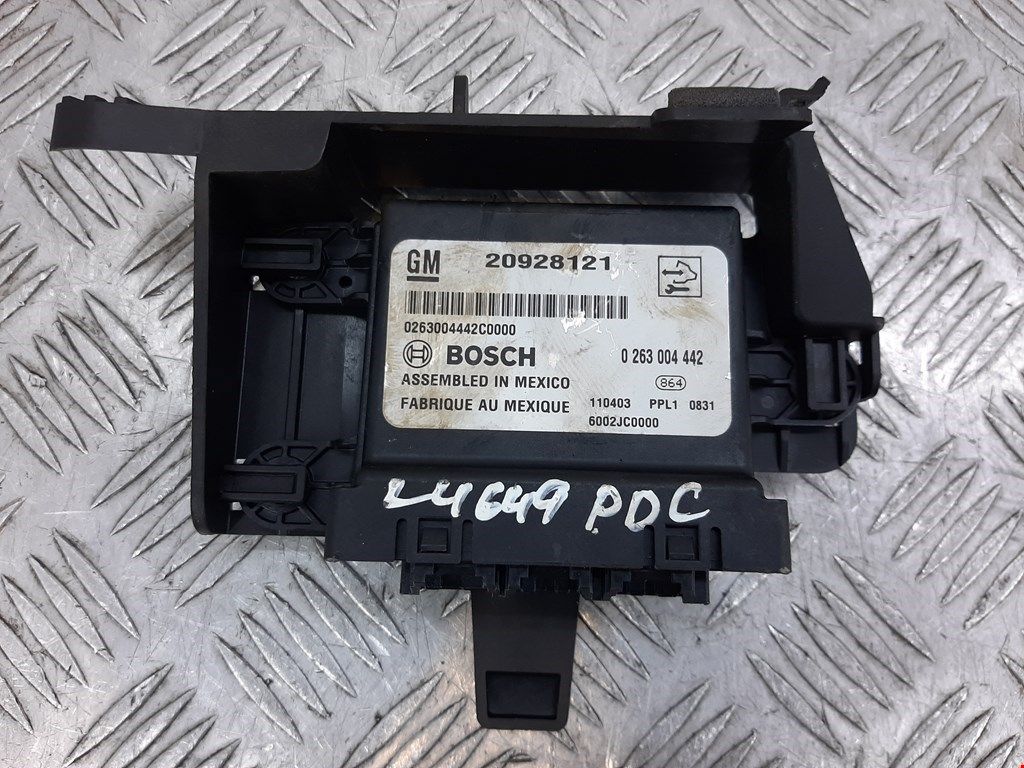 GM 20928121
0263004442C0000
BOSCH 0 263 004 442
ASSEMBLED IN MEXICO 864
FABRIQUE AU MEXIQUE 110403 PPL1 0831
6002JC0000
L4649 PDC